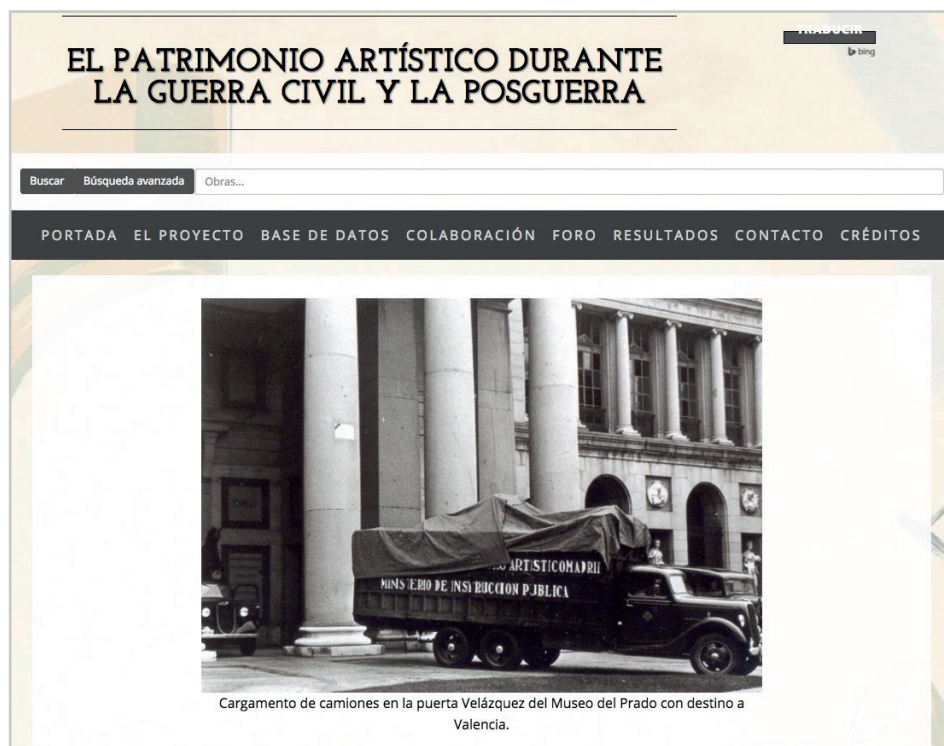 TRADUCIR
bing
EL PATRIMONIO ARTÍSTICO DURANTE
LA GUERRA CIVIL Y LA POSGUERRA
Buscar Búsqueda avanzada Obras...
PORTADA EL PROYECTO BASE DE DATOS COLABORACIÓN FORO RESULTADOS CONTACTO CRÉDITOS
ARTISTICO MADRI
MINISTERIO DE INSTRUCCION PUBLICA
Cargamento de camiones en la puerta Velázquez del Museo del Prado con destino a
Valencia.